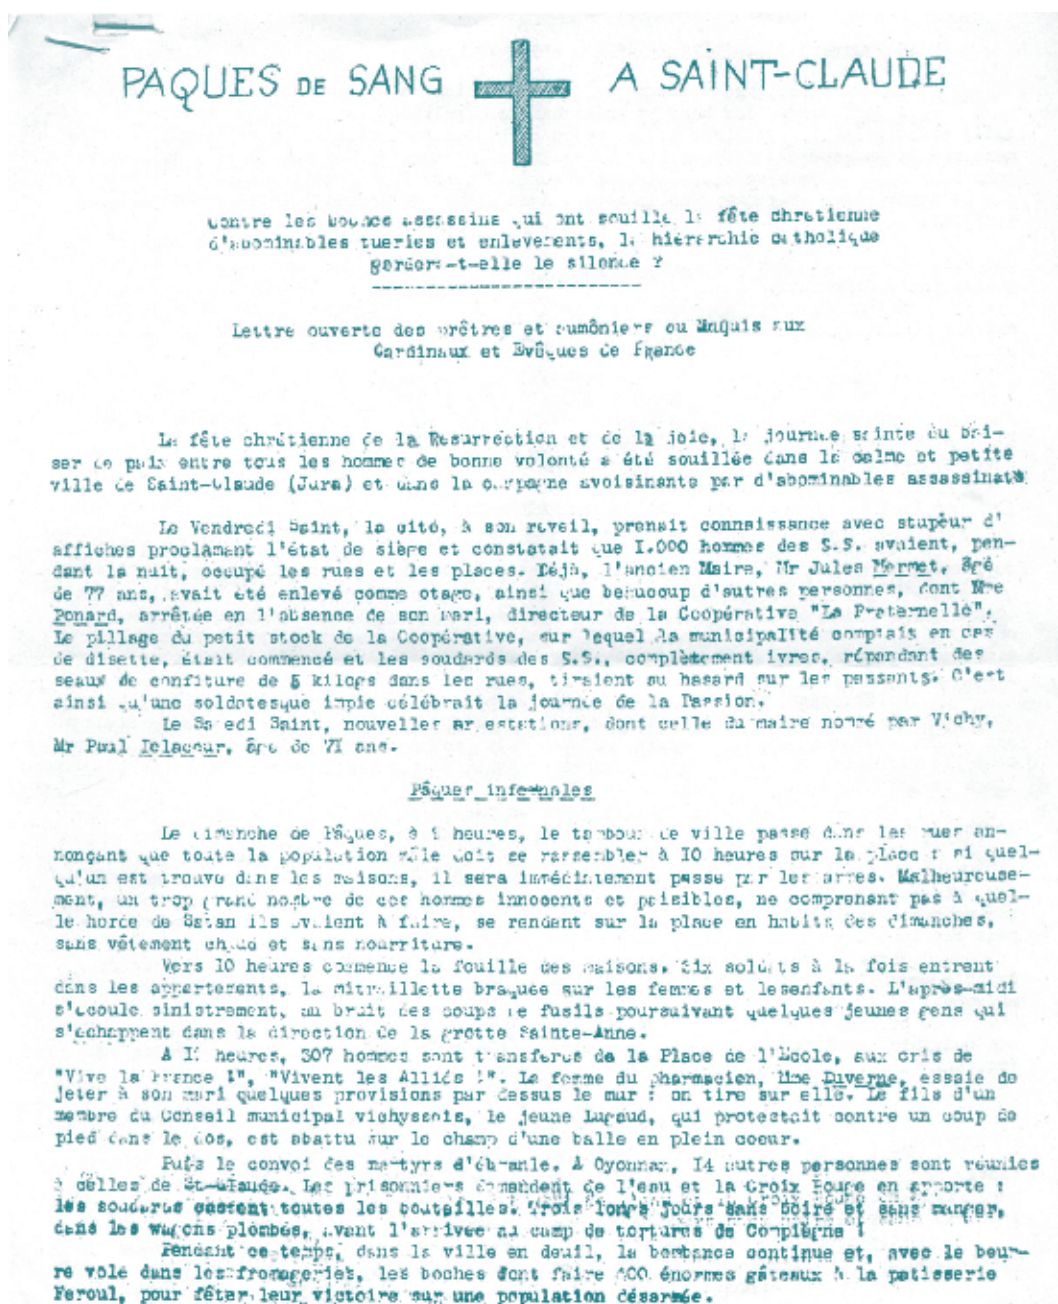 PAQUES DE SANG A SAINT-CLAUDE
Contre les boches assassins qui ont souillé la fête chrétienne
d'abominables tueries et enlevements, la hiérarchie catholique
gardera-t-elle le silence ?
Lettre ouverte des prêtres et aumôniers du Maquis aux
Cardinaux et Evêques de France
La fête chrétienne de la Resurrection et de la joie, la journée sainte du bai-
ser de paix entre tous les hommes de bonne volonté a été souillée dans la calme et petite
ville de Saint-Claude (Jura) et dans la campagne avoisinante par d'abominables assassinats
Le Vendredi Saint, la cité, à son reveil, prenait connaissance avec stupeur d'
affiches proclamant l'état de siège et constatait que I.000 hommes des S.S. avaient, pen-
dant la nuit, occupé les rues et les places. Déjà, l'ancien Maire, Mr Jules Mermet, âgé
de 77 ans, avait été enlevé comme otage, ainsi que beaucoup d'autres personnes, dont Mme
Ponard, arrêtée en l'absence de son mari, directeur de la Coopérative "La Fraternelle".
Le pillage du petit stock de la Coopérative, sur lequel la municipalité comptais en cas
de disette, était commencé et les soudards des S.S., complètement ivres, répandant des
seaux de confiture de 5 kilogs dans les rues, tiraient au hasard sur les passants. C'est
ainsi qu'une soldatesque impie célébrait la journée de la Passion.
Le Samedi Saint, nouvelles arrestations, dont celle du maire nommé par Vichy,
Mr Paul Delacour, âgé de 7I ans.
Pâques infernales
Le dimanche de Pâques, à heures, le tambour de ville passe dans les rues an-
nonçant que toute la population mâle doit se rassembler à IO heures sur la place : si quel-
qu'un est trouvé dans les maisons, il sera immédiatement passé par les armes. Malheureuse-
ment, un trop grand nombre de ces hommes innocents et paisibles, ne comprenant pas à quel-
le horde de Satan ils avaient à faire, se rendent sur la place en habits des dimanches,
sans vêtement chaud et sans nourriture.
Vers 10 heures commence la fouille des maisons. Six soldats à la fois entrent
dans les appartements, la mitraillette braquée sur les femmes et lesenfants. L'après-midi
s'écoule sinistrement, au bruit des coups de fusils poursuivant quelques jeunes gens qui
s'échappent dans la direction de la grotte Sainte-Anne.
A heures, 307 hommes sont transférés de la Place de l'Ecole, aux cris de
"Vive la France !", "Vivent les Alliés !". La femme du pharmacien, Mme Duverne, essaie de
jeter à son mari quelques provisions par dessus le mur : on tire sur elle. Le fils d'un
membre du Conseil municipal vichyssois, le jeune Lugaud, qui protestait contre un coup de
pied dans le dos, est abattu sur le champ d'une balle en plein coeur.
Puis le convoi des martyrs d'ébranle. A Oyonnax, I4 autres personnes sont réunies
à celles de St-Claude. Les prisonniers demandent de l'eau et la Croix Rouge en apporte :
les soudards cassent toutes les bouteilles. Trois longs jours sans boire et sans manger,
dans les wagons plombés, avant l'arrivée au camp de tortures de Compiègne !
Pendant ce temps, dans la ville en deuil, la bombance continue et, avec le beur-
re volé dans les fromageries, les boches font faire énormes gâteaux à la patisserie
Feroul, pour fêter leur victoire sur une population désarmée.